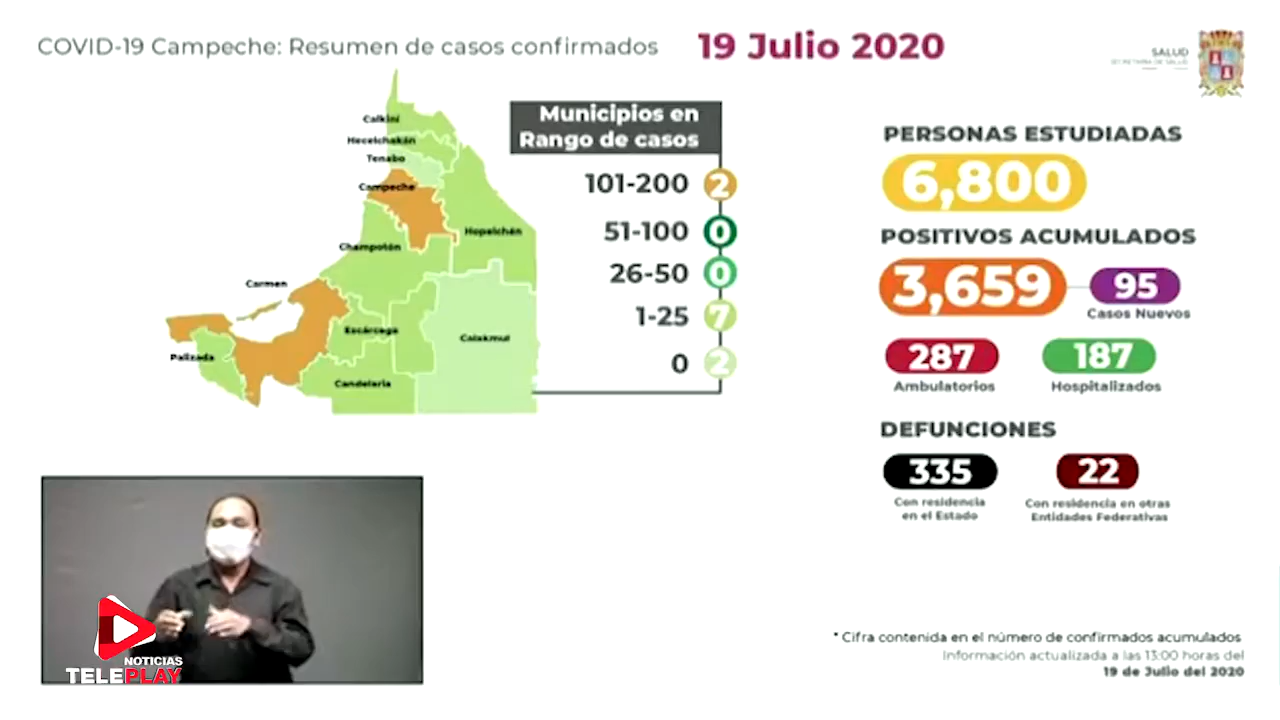 COVID-19 Campeche: Resumen de casos confirmados
19 Julio 2020
SALUD
SECRETARÍA DE SALUD
Calkiní
Hecelchakán
Tenabo
Campeche
Hopelchén
Champotón
Carmen
Escárcega
Calakmul
Palizada
Candelaria
Municipios en
Rango de casos
101-200 2
51-100 0
26-50 0
1-25 7
0 2
PERSONAS ESTUDIADAS
6,800
POSITIVOS ACUMULADOS
3,659
95
Casos Nuevos
287
Ambulatorios
187
Hospitalizados
DEFUNCIONES
335
Con residencia
en el Estado
22
Con residencia en otras
Entidades Federativas
NOTICIAS
TELEPLAY
* Cifra contenida en el número de confirmados acumulados
Información actualizada a las 13:00 horas del
19 de Julio del 2020